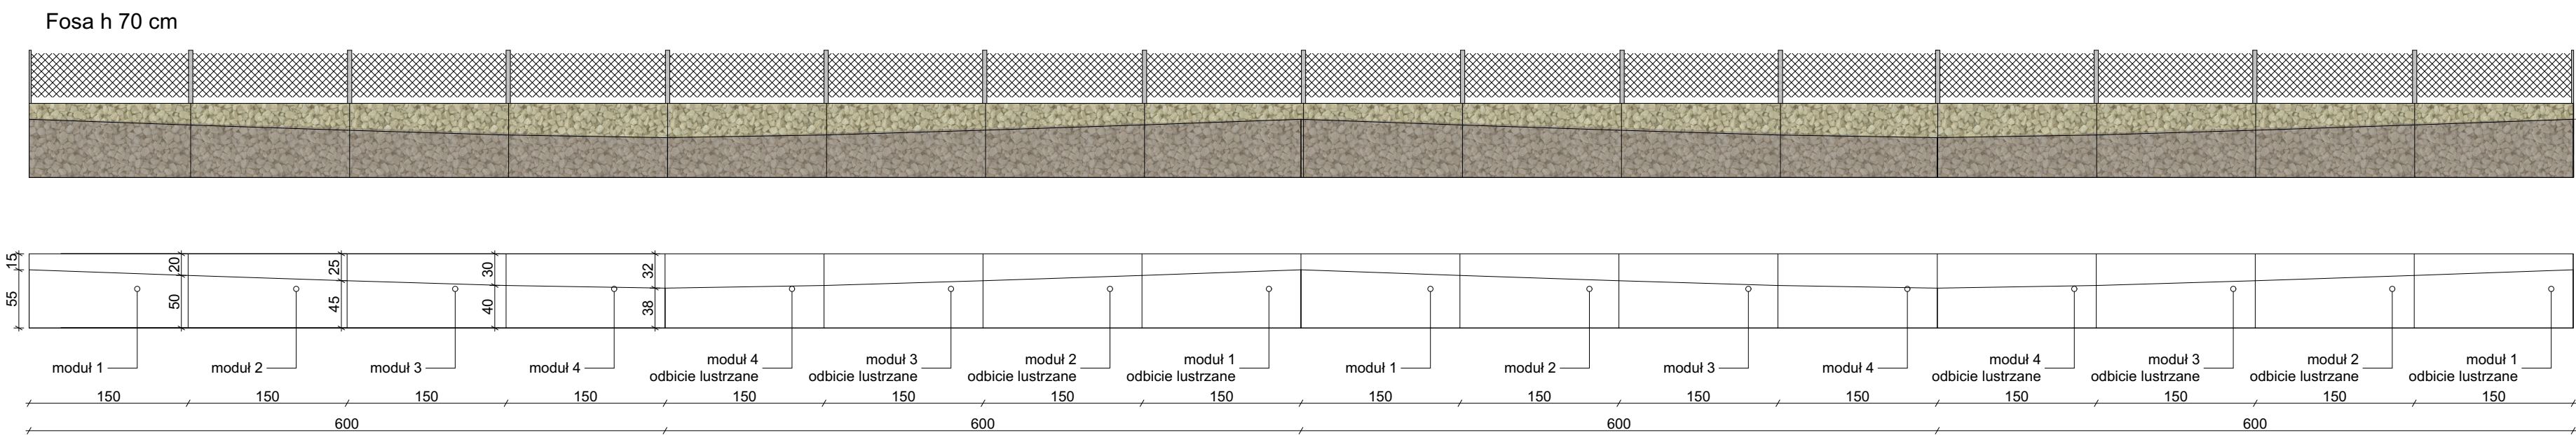 Fosa h 70 cm
15 20 25 30 32
55 50 45 40 38
moduł 1
moduł 2
moduł 3
moduł 4
moduł 4
odbicie lustrzane
moduł 3
odbicie lustrzane
moduł 2
odbicie lustrzane
moduł 1
odbicie lustrzane
moduł 1
moduł 2
moduł 3
moduł 4
moduł 4
odbicie lustrzane
moduł 3
odbicie lustrzane
moduł 2
odbicie lustrzane
moduł 1
odbicie lustrzane
150 150 150 150 150 150 150 150 150 150 150 150 150 150 150 150
600 600 600 600